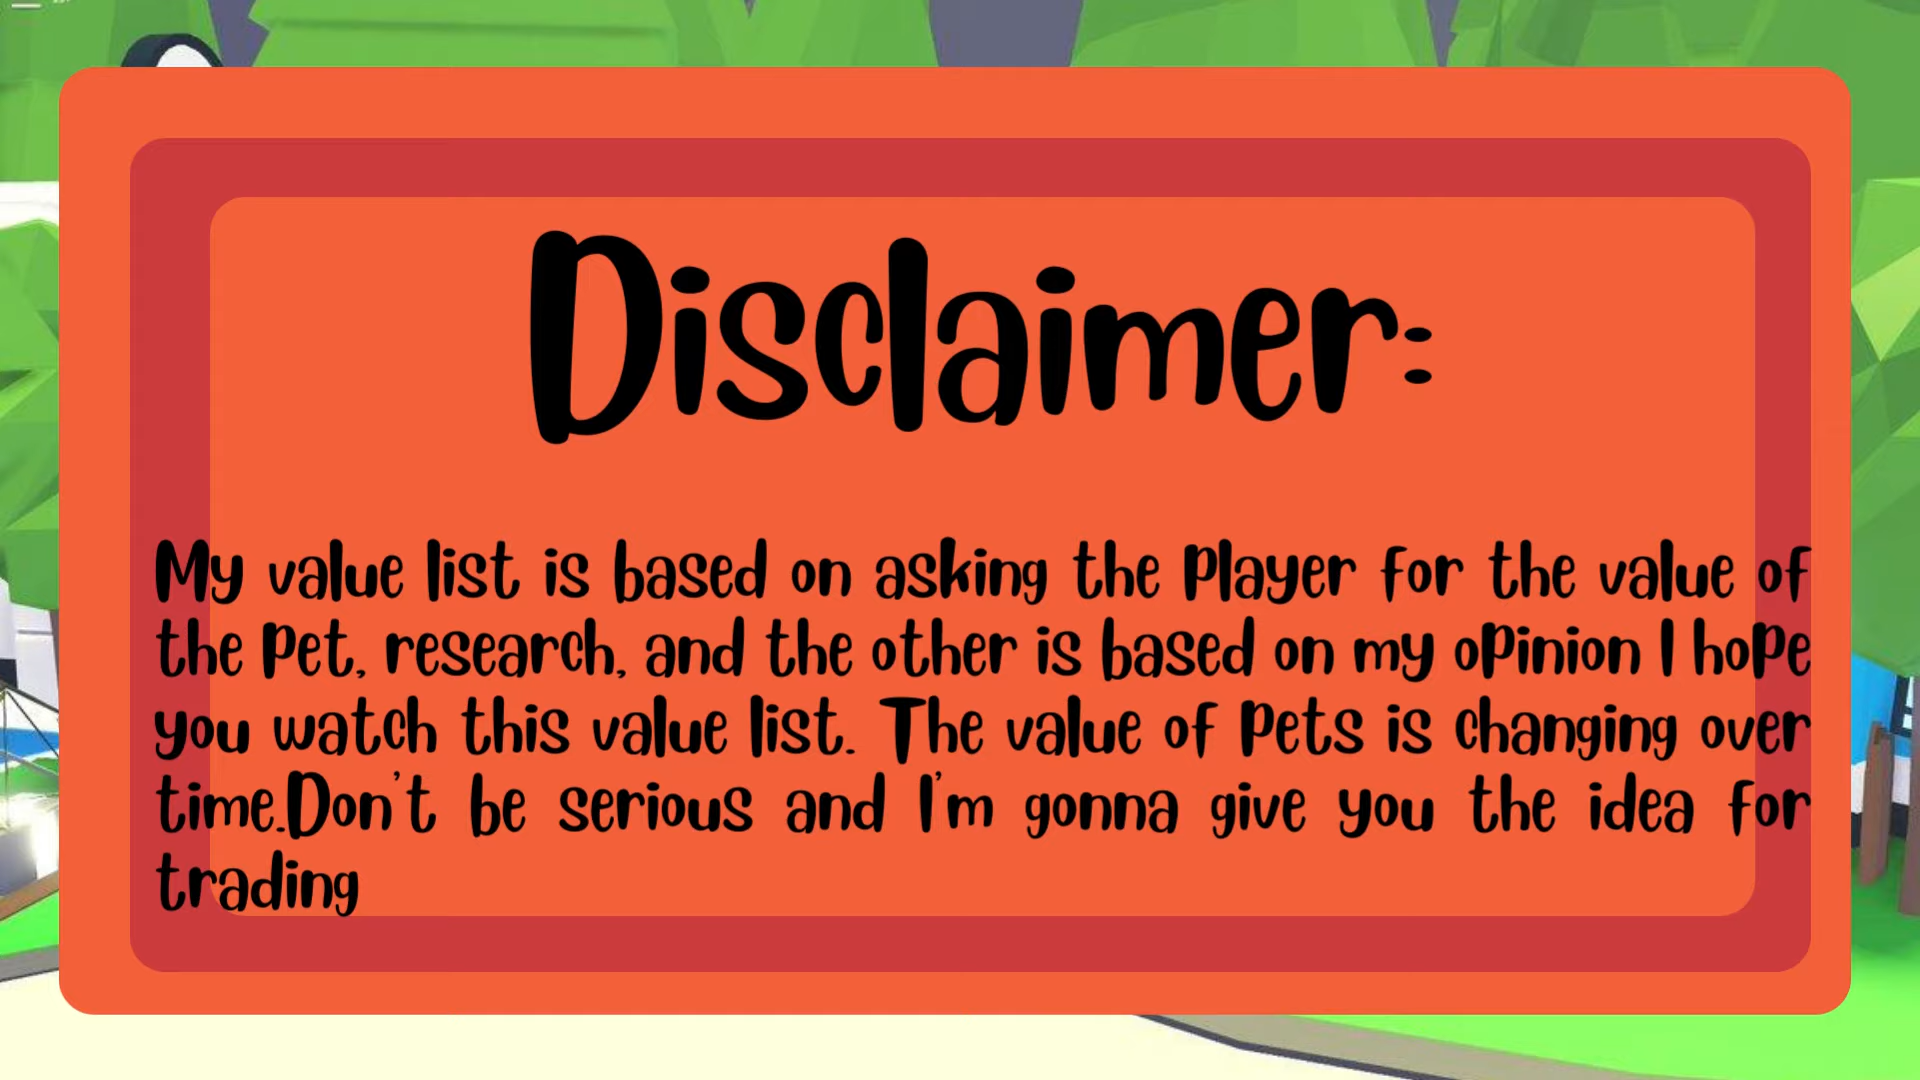 Disclaimer:
My value list is based on asking the Player for the value of
the Pet, research, and the other is based on my opinion I hope
you watch this value list. The value of Pets is changing over
time.Don't be serious and I'm gonna give you the idea for
trading